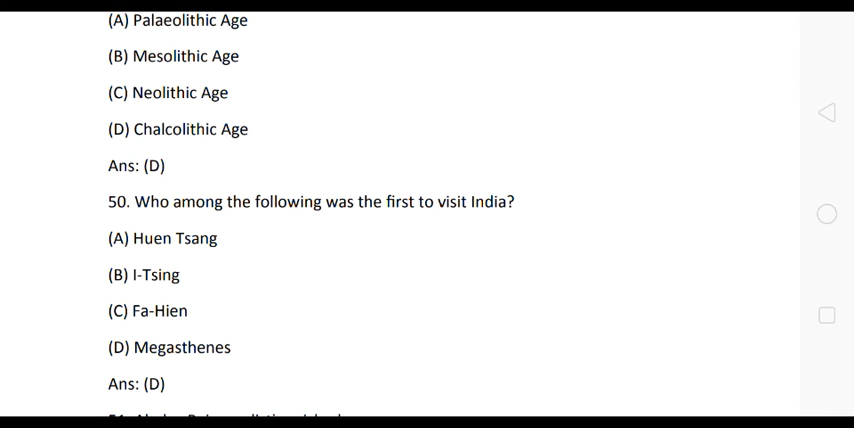 (A) Palaeolithic Age
(B) Mesolithic Age
(C) Neolithic Age
(D) Chalcolithic Age
Ans: (D)
50. Who among the following was the first to visit India?
(A) Huen Tsang
(B) I-Tsing
(C) Fa-Hien
(D) Megasthenes
Ans: (D)